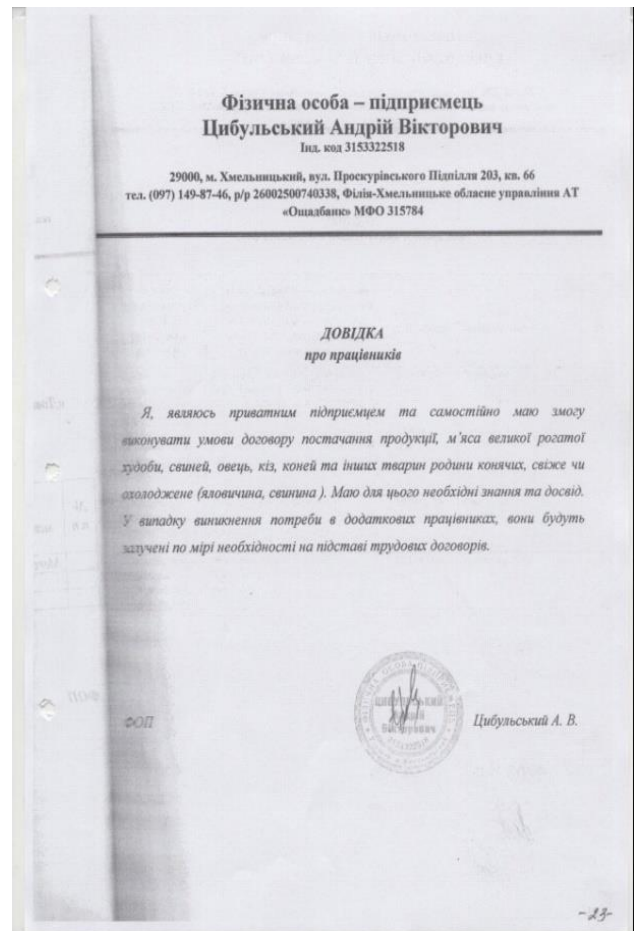 Фізична особа – підприємець
Цибульський Андрій Вікторович
Інд. код 3153322518
29000, м. Хмельницький, вул. Проскурівського Підпілля 203, кв. 66
тел. (097) 149-87-46, р/р 26002500740338, Філія-Хмельницьке обласне управління АТ
«Ощадбанк» МФО 315784
ДОВІДКА
про працівників
Я, являюсь приватним підприємцем та самостійно маю змогу
виконувати умови договору постачання продукції, м’яса великої рогатої
худоби, свиней, овець, кіз, коней та інших тварин родини конячих, свіже чи
охолоджене (яловичина, свинина ). Маю для цього необхідні знання та досвід.
У випадку виникнення потреби в додаткових працівниках, вони будуть
залучені по мірі необхідності на підставі трудових договорів.
ФОП
Цибульський А. В.
Цибульський
Андрій
Вікторович
-23-